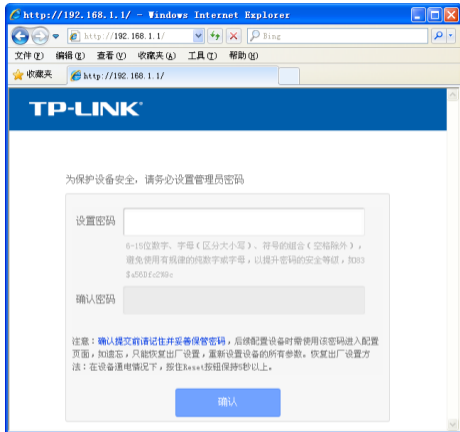 http://192.168.1.1/ - Windows Internet Explorer
http://192.168.1.1/
Bing
文件(F) 编辑(E) 查看(V) 收藏夹(A) 工具(T) 帮助(H)
收藏夹 http://192.168.1.1/
TP-LINK
为保护设备安全，请务必设置管理员密码
设置密码
6-15位数字、字母(区分大小写)、符号的组合(空格除外)，
避免使用有规律的纯数字或字母，以提升密码的安全等级，如83
确认密码
注意：确认提交前请记住并妥善保管密码，后续配置设备时需使用该密码进入配置
页面，如遗忘，只能恢复出厂设置，重新设置设备的所有参数。恢复出厂设置方
法：在设备通电情况下，按住Reset按钮保持5秒以上。
确认